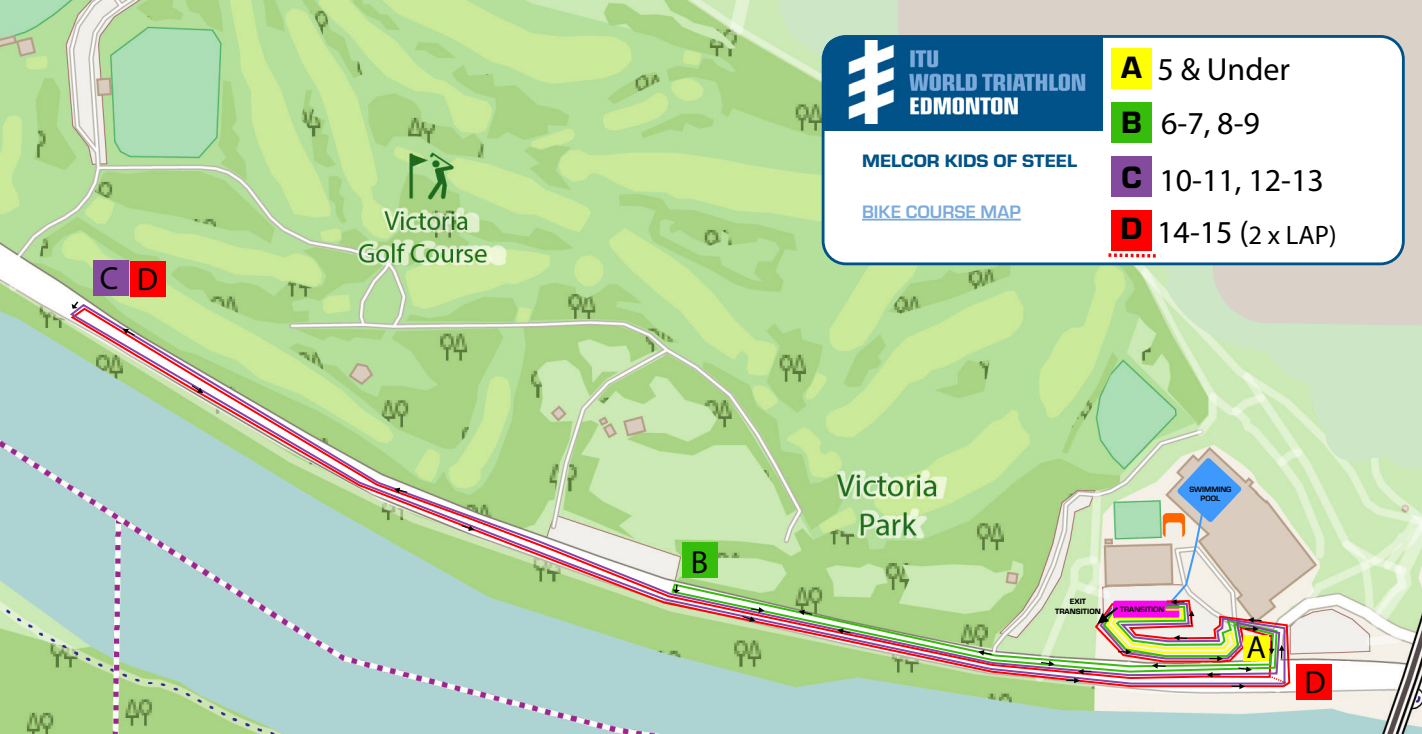 ITU
WORLD TRIATHLON
EDMONTON
MELCOR KIDS OF STEEL
BIKE COURSE MAP
A 5 & Under
B 6-7, 8-9
C 10-11, 12-13
D 14-15 (2 x LAP)
Victoria
Golf Course
C D
Victoria
Park
SWIMMING
POOL
B
EXIT
TRANSITION
TRANSITION
A
D